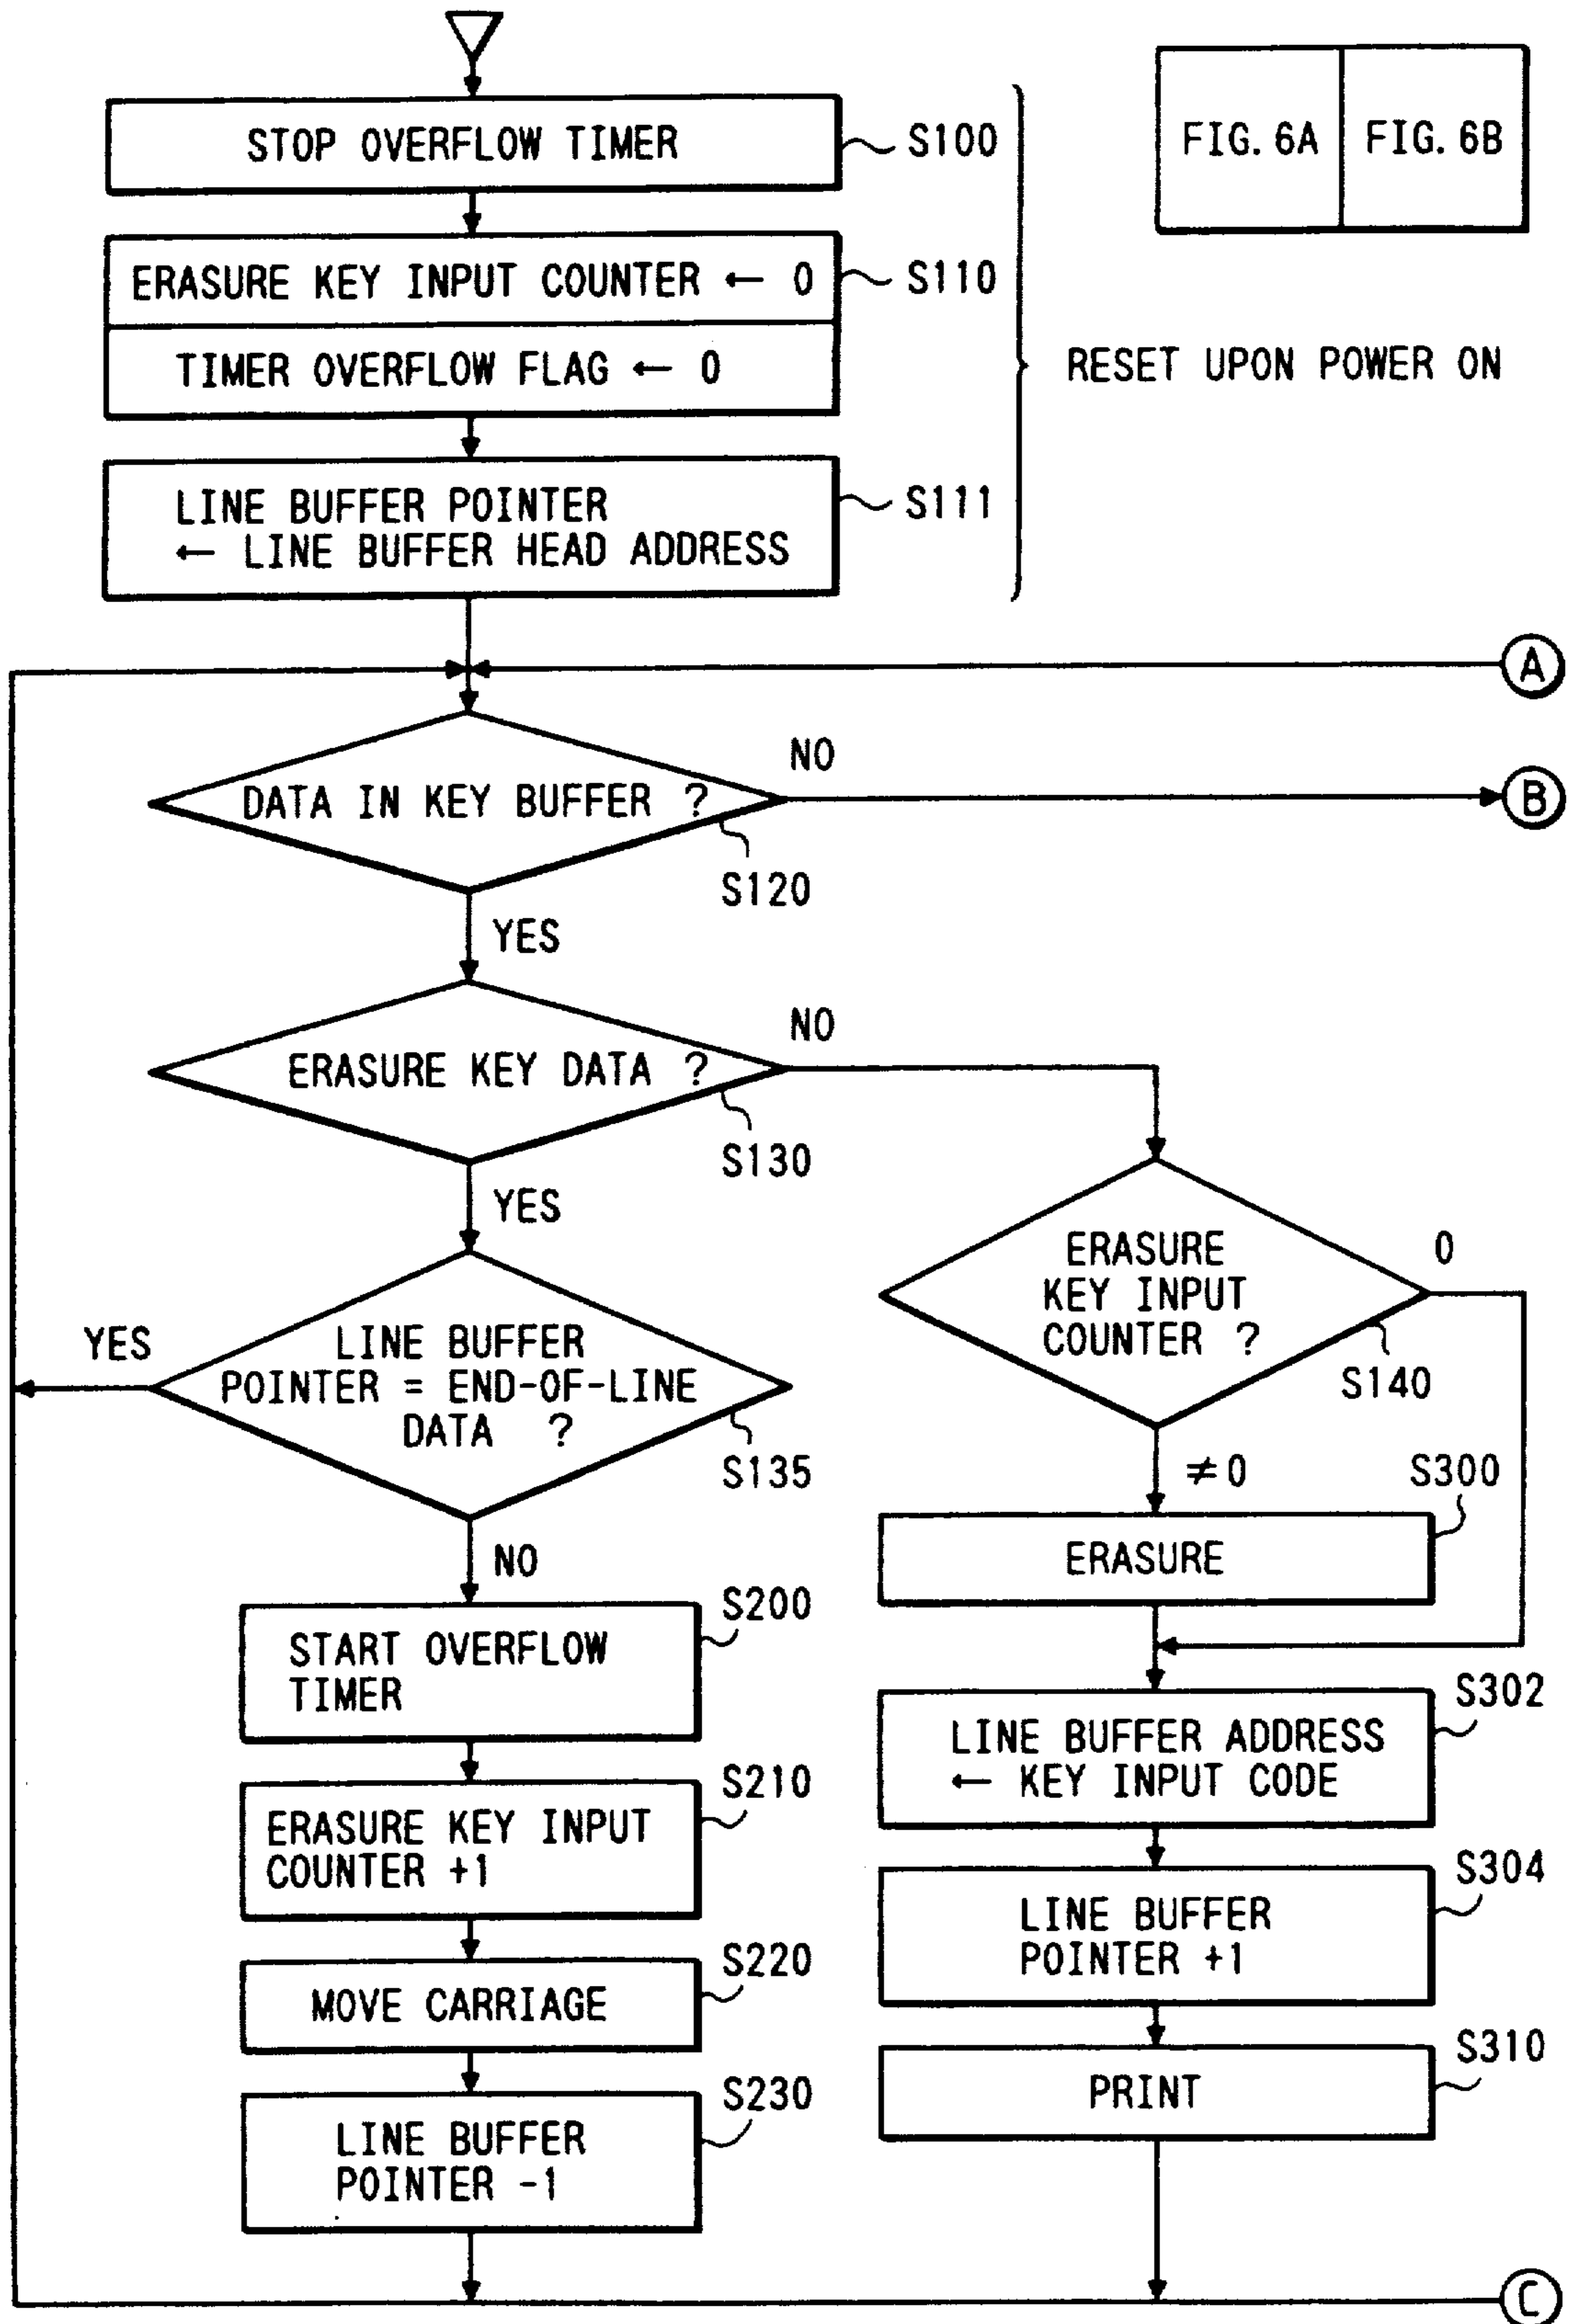 STOP OVERFLOW TIMER
S100
FIG. 6A
FIG. 6B
ERASURE KEY INPUT COUNTER ← 0
S110
TIMER OVERFLOW FLAG ← 0
RESET UPON POWER ON
LINE BUFFER POINTER
← LINE BUFFER HEAD ADDRESS
S111
A
DATA IN KEY BUFFER ?
NO
B
S120
YES
ERASURE KEY DATA ?
NO
S130
YES
ERASURE
KEY INPUT
COUNTER ?
0
S140
YES
LINE BUFFER
POINTER = END-OF-LINE
DATA ?
S135
≠0
S300
NO
ERASURE
S200
START OVERFLOW
TIMER
S302
LINE BUFFER ADDRESS
← KEY INPUT CODE
S210
ERASURE KEY INPUT
COUNTER +1
S304
LINE BUFFER
POINTER +1
S220
MOVE CARRIAGE
S310
PRINT
S230
LINE BUFFER
POINTER -1
C